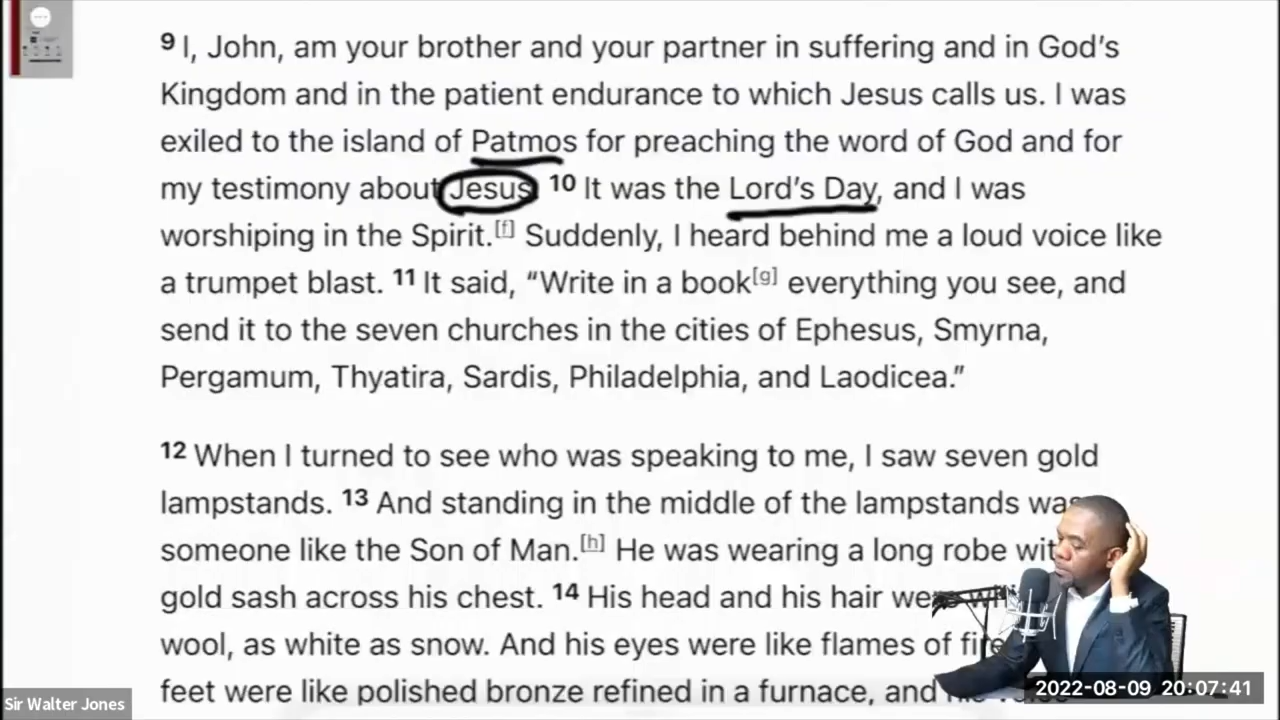 9 I, John, am your brother and your partner in suffering and in God's
Kingdom and in the patient endurance to which Jesus calls us. I was
exiled to the island of Patmos for preaching the word of God and for
my testimony about Jesus 10 It was the Lord's Day, and I was
worshiping in the Spirit.[f] Suddenly, I heard behind me a loud voice like
a trumpet blast. 11 It said, “Write in a book[g] everything you see, and
send it to the seven churches in the cities of Ephesus, Smyrna,
Pergamum, Thyatira, Sardis, Philadelphia, and Laodicea.”
12 When I turned to see who was speaking to me, I saw seven gold
lampstands. 13 And standing in the middle of the lampstands was
someone like the Son of Man.[h] He was wearing a long robe
gold sash across his chest. 14 His head and his hair were
wool, as white as snow. And his eyes were like flames of
feet were like polished bronze refined in a furnace, and
2022-08-09 20:07:41
Sir Walter Jones